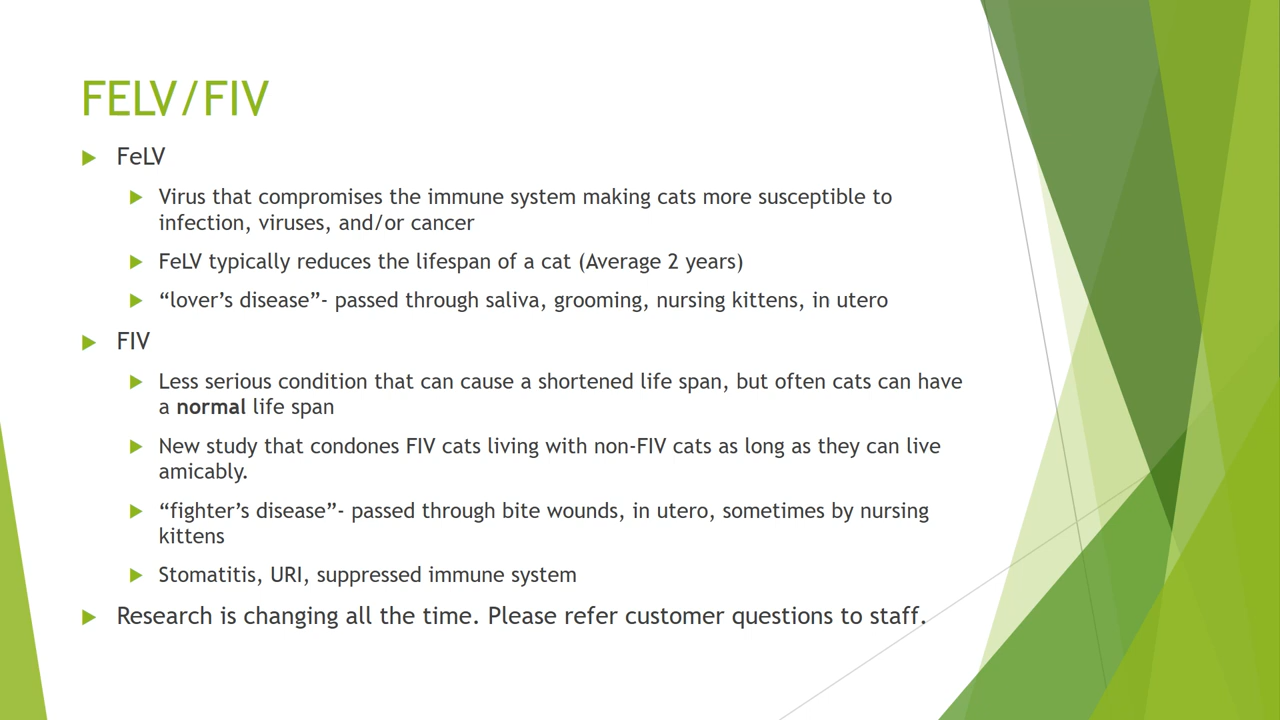 FELV/FIV
FeLV
Virus that compromises the immune system making cats more susceptible to
infection, viruses, and/or cancer
FeLV typically reduces the lifespan of a cat (Average 2 years)
“lover’s disease”- passed through saliva, grooming, nursing kittens, in utero
FIV
Less serious condition that can cause a shortened life span, but often cats can have
a normal life span
New study that condones FIV cats living with non-FIV cats as long as they can live
amicably.
“fighter’s disease”- passed through bite wounds, in utero, sometimes by nursing
kittens
Stomatitis, URI, suppressed immune system
Research is changing all the time. Please refer customer questions to staff.